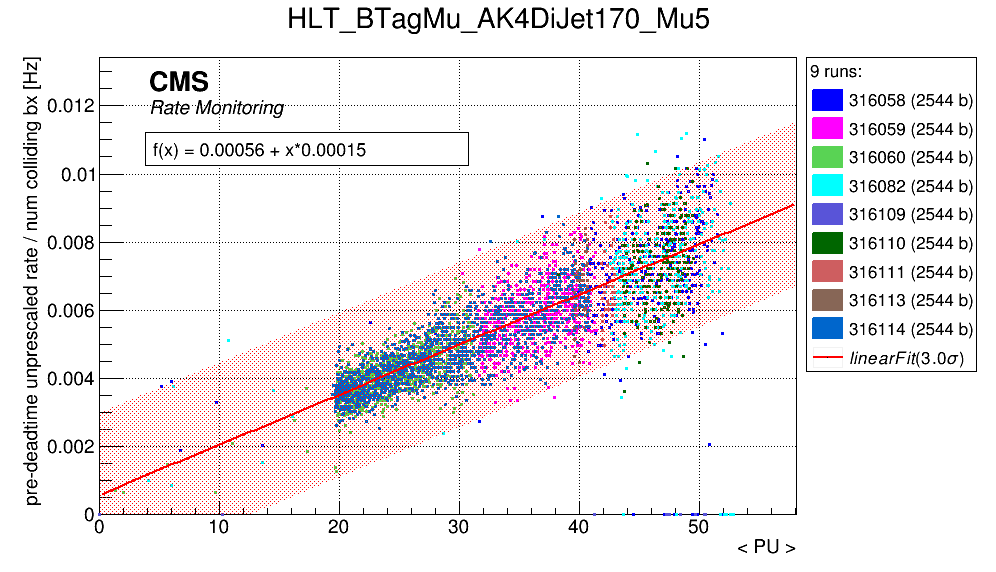 HLT_BTagMu_AK4DiJet170_Mu5
pre-deadtime unprescaled rate / num colliding bx [Hz]
CMS
Rate Monitoring
f(x) = 0.00056 + x*0.00015
0.012
0.01
0.008
0.006
0.004
0.002
0
0 10 20 30 40 50
< PU >
9 runs:
316058 (2544 b)
316059 (2544 b)
316060 (2544 b)
316082 (2544 b)
316109 (2544 b)
316110 (2544 b)
316111 (2544 b)
316113 (2544 b)
316114 (2544 b)
linearFit(3.0σ)